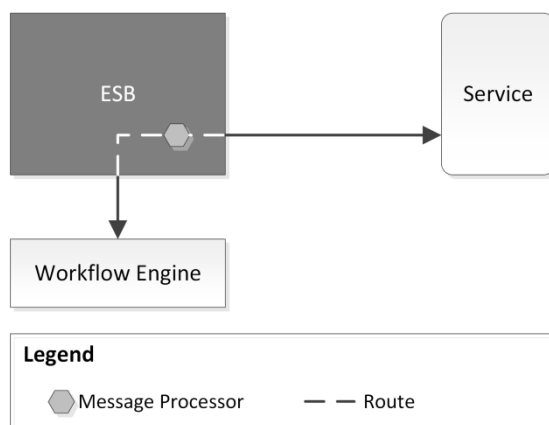 ESB
Service
Workflow Engine
Legend
Message Processor
Route